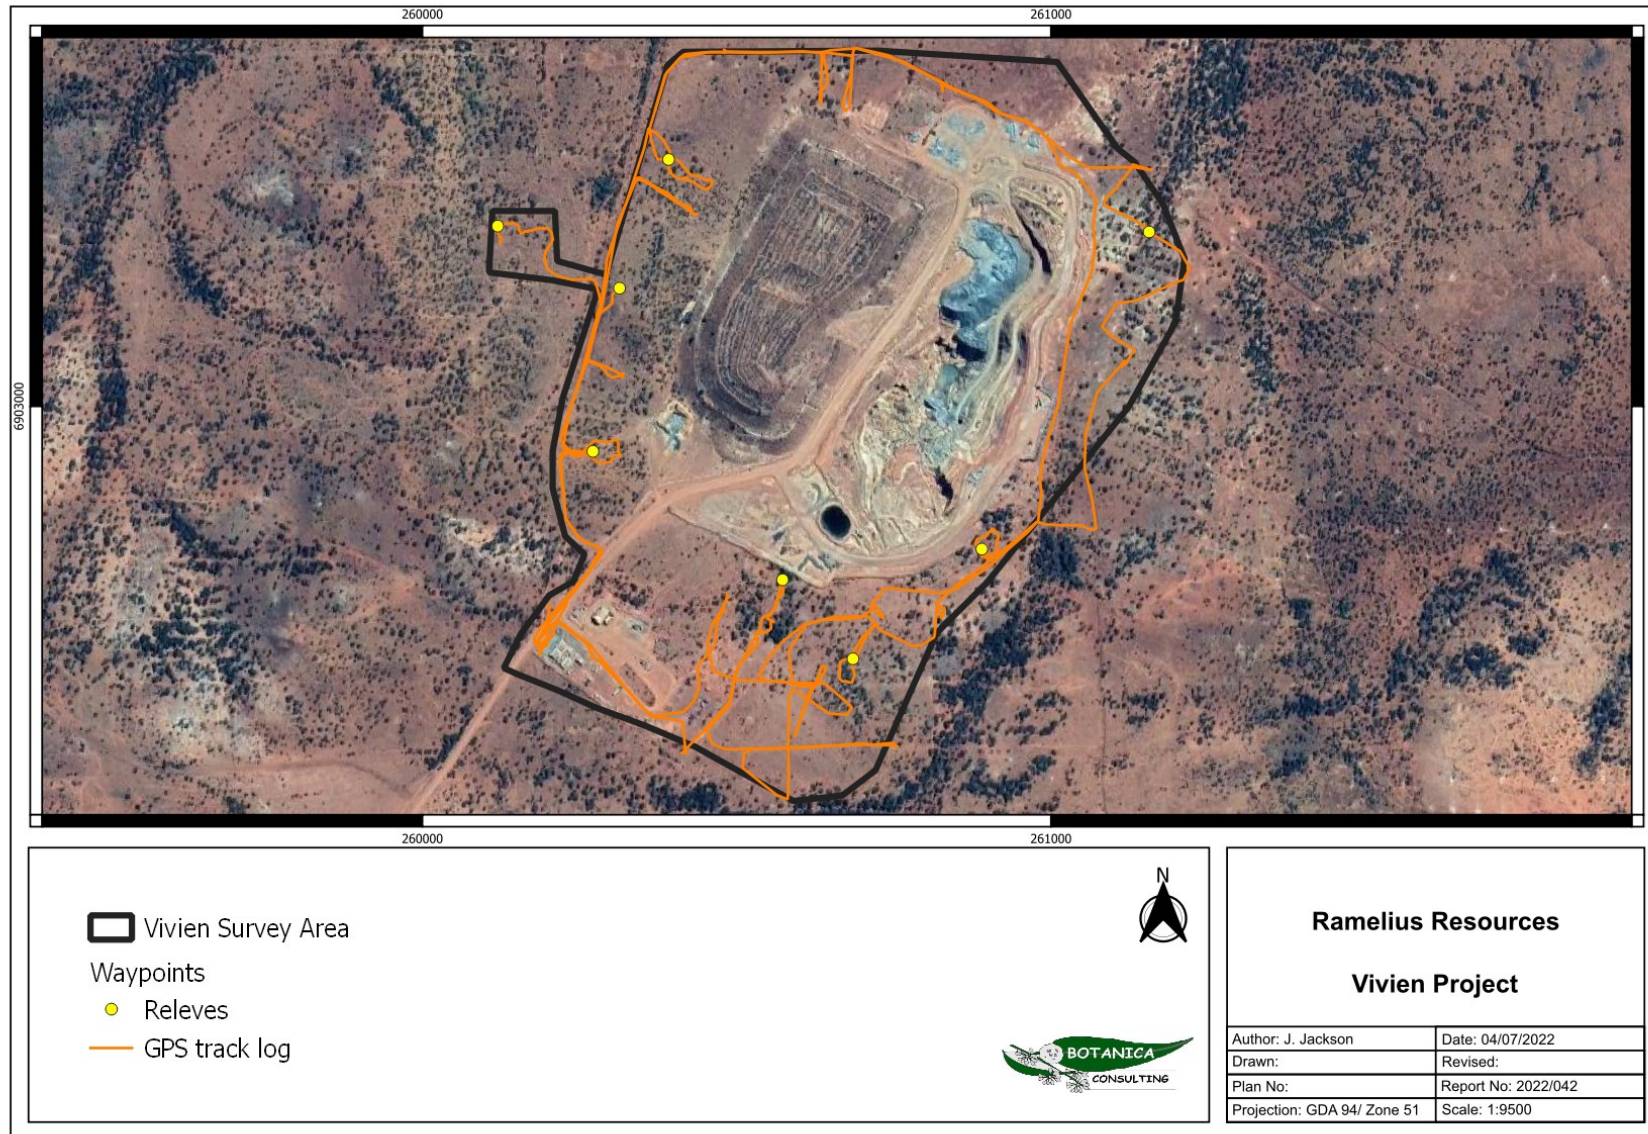 260000 261000
6903000
260000 261000
Vivien Survey Area
Waypoints
Releves
GPS track log
N
BOTANICA
CONSULTING
Ramelius Resources
Vivien Project
Author: J. Jackson Date: 04/07/2022
Drawn: Revised:
Plan No: Report No: 2022/042
Projection: GDA 94/ Zone 51 Scale: 1:9500